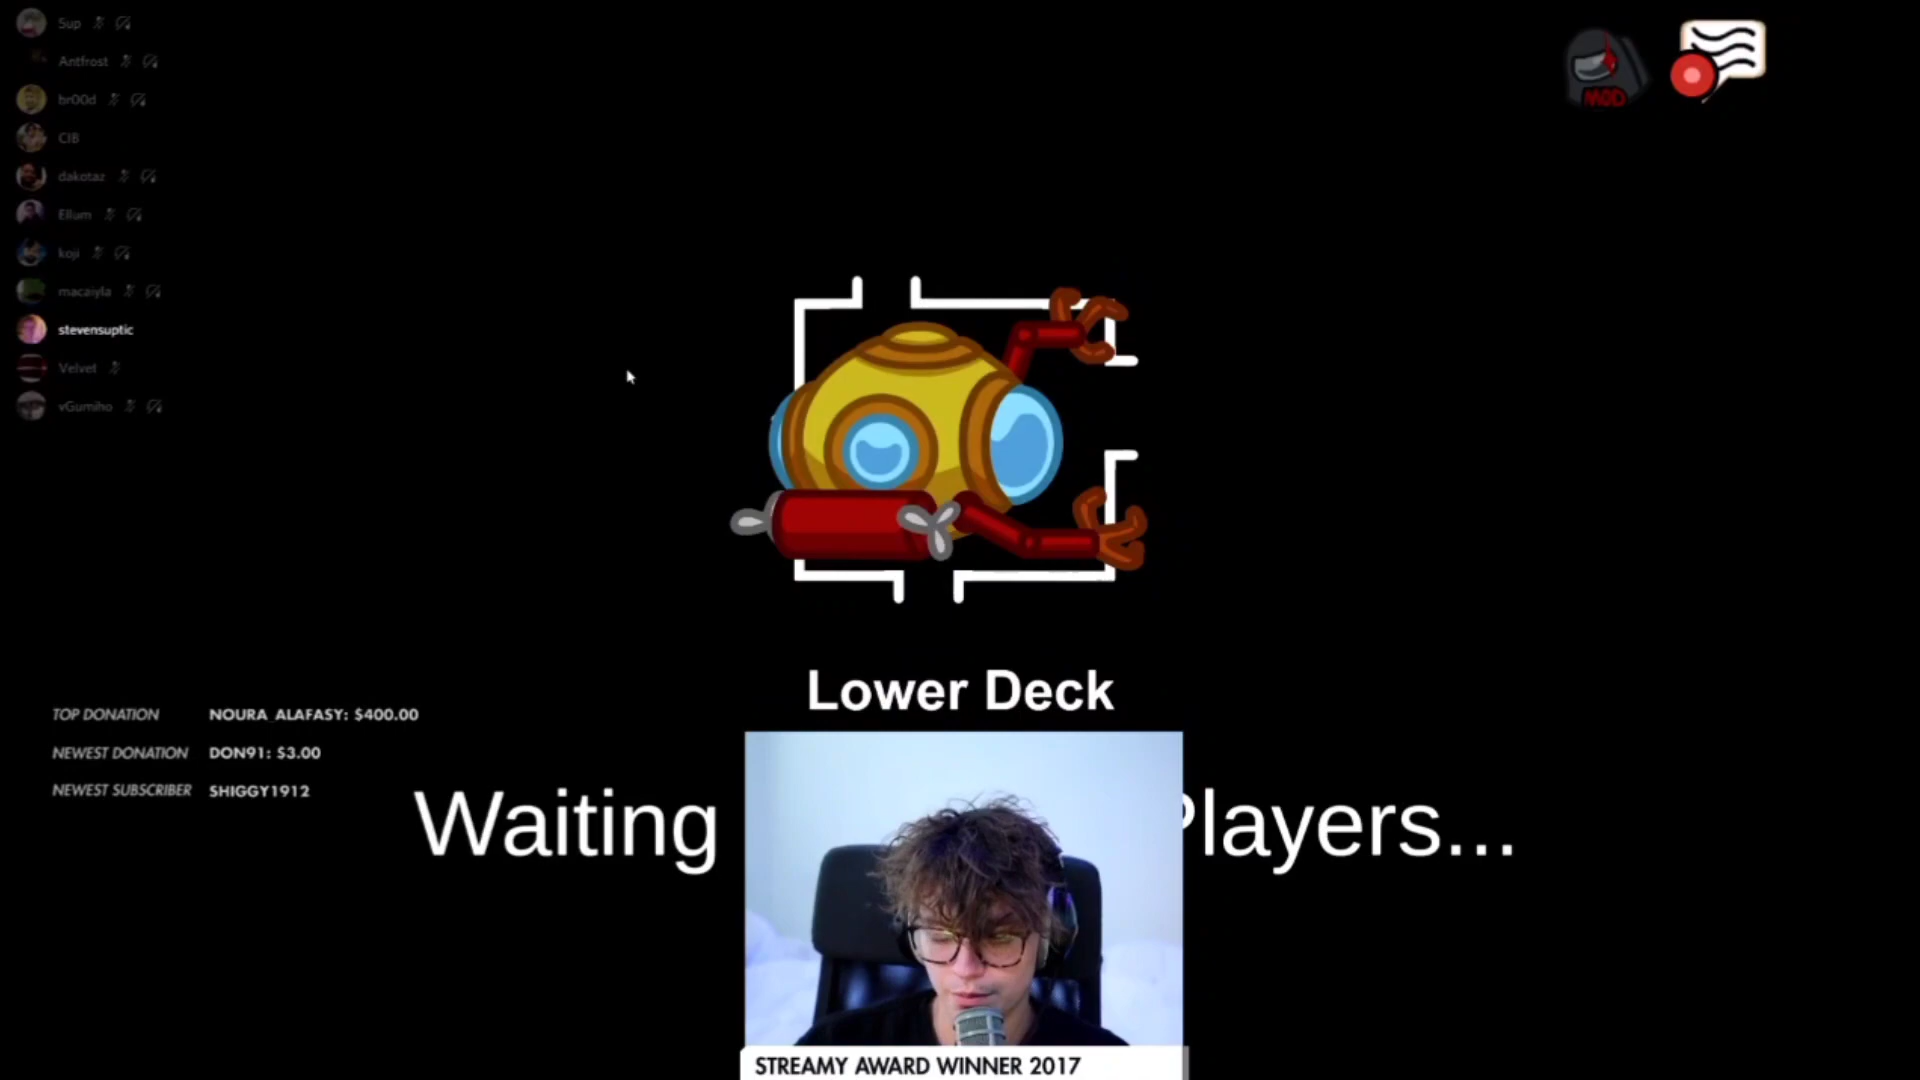 Sup
Antfrost
br00d
CIB
dakotaz
Ellum
koji
macaiyla
stevensuptic
Velvet
vGumiho
MOD
Lower Deck
TOP DONATION NOURA_ALAFASY: $400.00
NEWEST DONATION DON91: $3.00
NEWEST SUBSCRIBER SHIGGY1912
Waiting Players...
STREAMY AWARD WINNER 2017